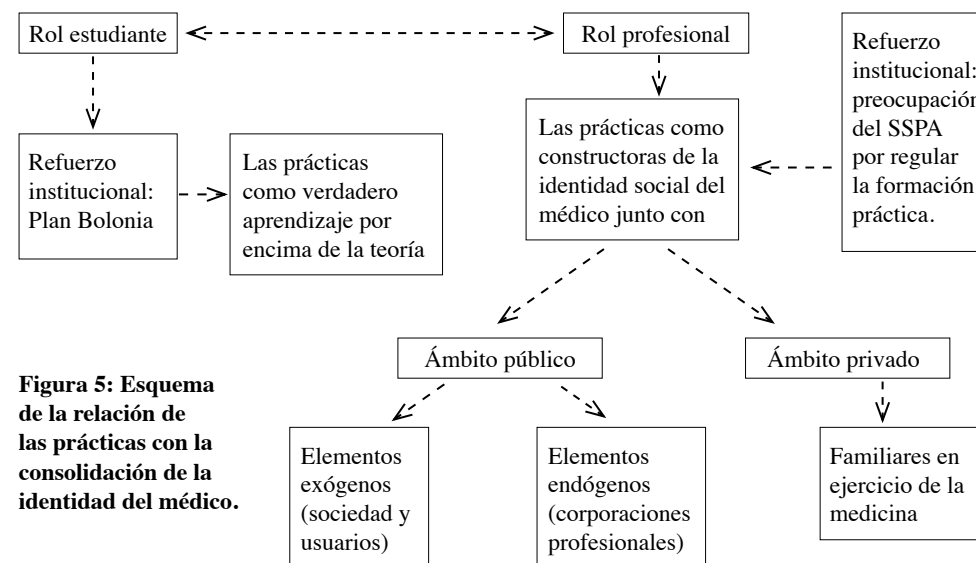 Rol estudiante
Rol profesional
Refuerzo
institucional:
preocupación
del SSPA
por regular
la formación
práctica.
Las prácticas como
constructoras de la
identidad social del
médico junto con
Refuerzo
institucional:
Plan Bolonia
Las prácticas
como verdadero
aprendizaje por
encima de la teoría
Ámbito público
Ámbito privado
Figura 5: Esquema
de la relación de
las prácticas con la
consolidación de la
identidad del médico.
Elementos
exógenos
(sociedad y
usuarios)
Elementos
endógenos
(corporaciones
profesionales)
Familiares en
ejercicio de la
medicina